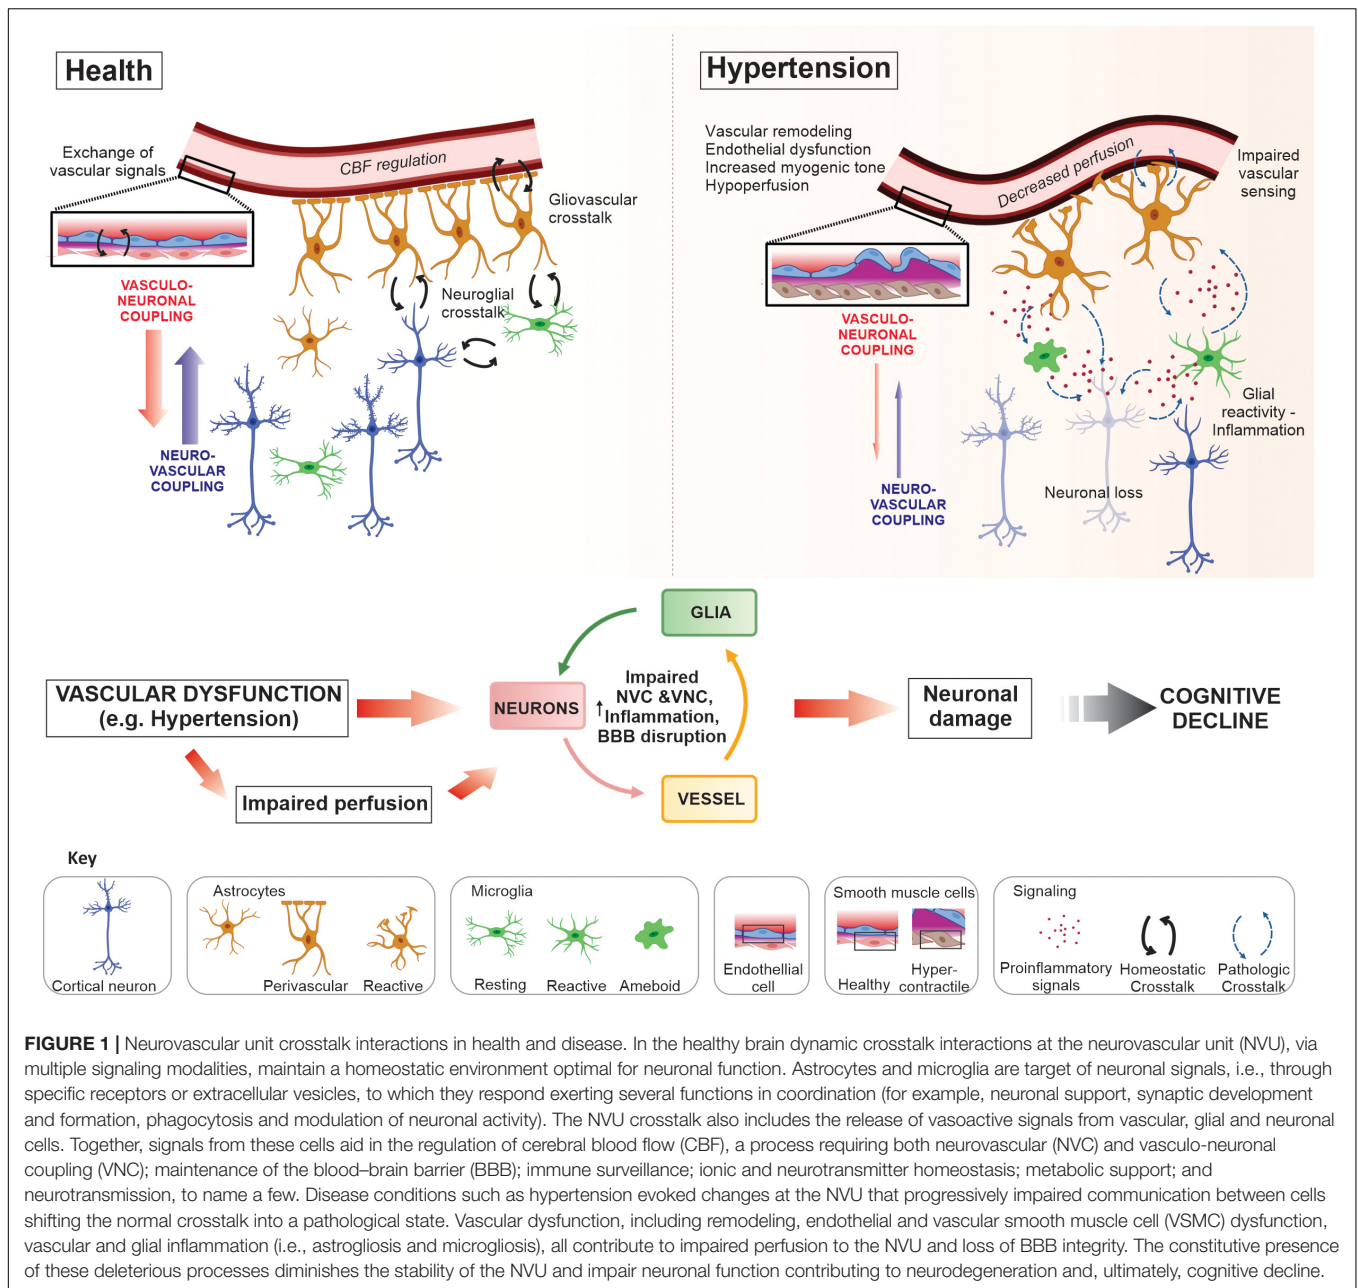 Health
Exchange of
vascular signals
CBF regulation
Gliovascular
crosstalk
VASCULO-
NEURONAL
COUPLING
Neuroglial
crosstalk
NEURO-
VASCULAR
COUPLING
Hypertension
Vascular remodeling
Endothelial dysfunction
Increased myogenic tone
Hypoperfusion
Decreased perfusion
Impaired
vascular
sensing
VASCULO-
NEURONAL
COUPLING
Glial
reactivity -
Inflammation
NEURO-
VASCULAR
COUPLING
Neuronal loss
VASCULAR DYSFUNCTION
(e.g. Hypertension)
Impaired perfusion
GLIA
NEURONS
Impaired
NVC &VNC,
↑Inflammation,
BBB disruption
VESSEL
Neuronal
damage
COGNITIVE
DECLINE
Key
Cortical neuron
Astrocytes
Perivascular
Reactive
Microglia
Resting
Reactive
Ameboid
Endothellial
cell
Smooth muscle cells
Healthy
Hyper-
contractile
Signaling
Proinflammatory
signals
Homeostatic
Crosstalk
Pathologic
Crosstalk
FIGURE 1 | Neurovascular unit crosstalk interactions in health and disease. In the healthy brain dynamic crosstalk interactions at the neurovascular unit (NVU), via
multiple signaling modalities, maintain a homeostatic environment optimal for neuronal function. Astrocytes and microglia are target of neuronal signals, i.e., through
specific receptors or extracellular vesicles, to which they respond exerting several functions in coordination (for example, neuronal support, synaptic development
and formation, phagocytosis and modulation of neuronal activity). The NVU crosstalk also includes the release of vasoactive signals from vascular, glial and neuronal
cells. Together, signals from these cells aid in the regulation of cerebral blood flow (CBF), a process requiring both neurovascular (NVC) and vasculo-neuronal
coupling (VNC); maintenance of the blood–brain barrier (BBB); immune surveillance; ionic and neurotransmitter homeostasis; metabolic support; and
neurotransmission, to name a few. Disease conditions such as hypertension evoked changes at the NVU that progressively impaired communication between cells
shifting the normal crosstalk into a pathological state. Vascular dysfunction, including remodeling, endothelial and vascular smooth muscle cell (VSMC) dysfunction,
vascular and glial inflammation (i.e., astrogliosis and microgliosis), all contribute to impaired perfusion to the NVU and loss of BBB integrity. The constitutive presence
of these deleterious processes diminishes the stability of the NVU and impair neuronal function contributing to neurodegeneration and, ultimately, cognitive decline.